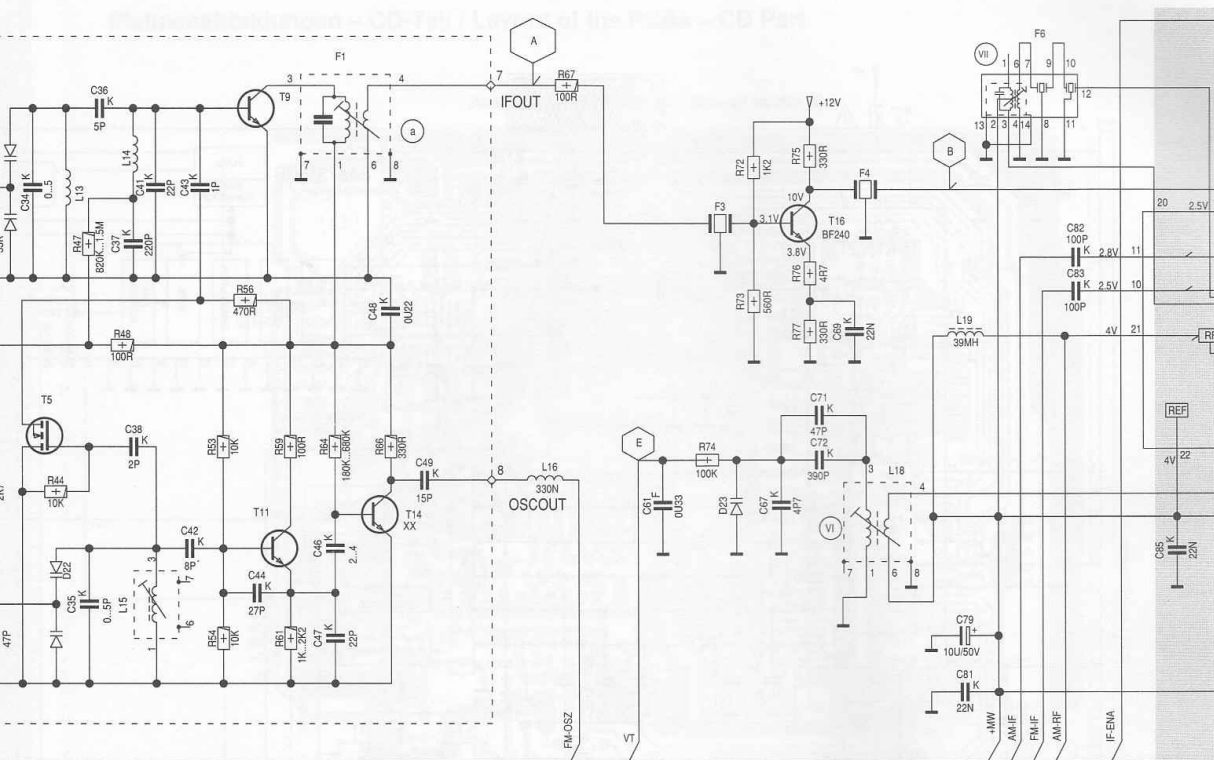 A
F1
F6
VII
1 6 7 9 10
3
4
7
R67
100R
IFOUT
12
C36
K
5P
T9
a
+12V
13 2 3 4 14 8 11
L14
R72
1K2
R75
330R
B
7 1 6 8
C34
K
0...5
L13
C41
K
22P
C43
K
1P
F4
10V
F3
3.1V
T16
BF240
20
2.5V
R47
820K...1.5M
C37
K
220P
3.8V
C82
100P
K
2.8V
11
R76
4R7
C83
100P
K
2.5V
10
R56
470R
C48
K
0U22
R73
560R
R77
330R
C69
K
22N
L19
39MH
4V
21
R48
100R
T5
C71
K
47P
REF
C38
K
2P
R53
10K
R59
100R
R64
180K...680K
R66
330R
E
R74
100K
C72
K
390P
3
L18
4
4V
22
C49
K
15P
8
L16
330N
OSCOUT
R44
10K
C61
F
0U33
D23
C67
K
4P7
VI
T14
XX
T11
C42
K
8P
C46
K
2...4
C85
K
22N
7 1 6 8
D22
3
7
C35
K
0...5P
L15
6
1
C44
K
27P
47P
R54
10K
R61
1K...2K2
C47
K
22P
C79
+
10U/50V
C81
K
22N
FM-OSZ
VT
+MW
AM-IF
FM-IF
AM-RF
IF-ENA